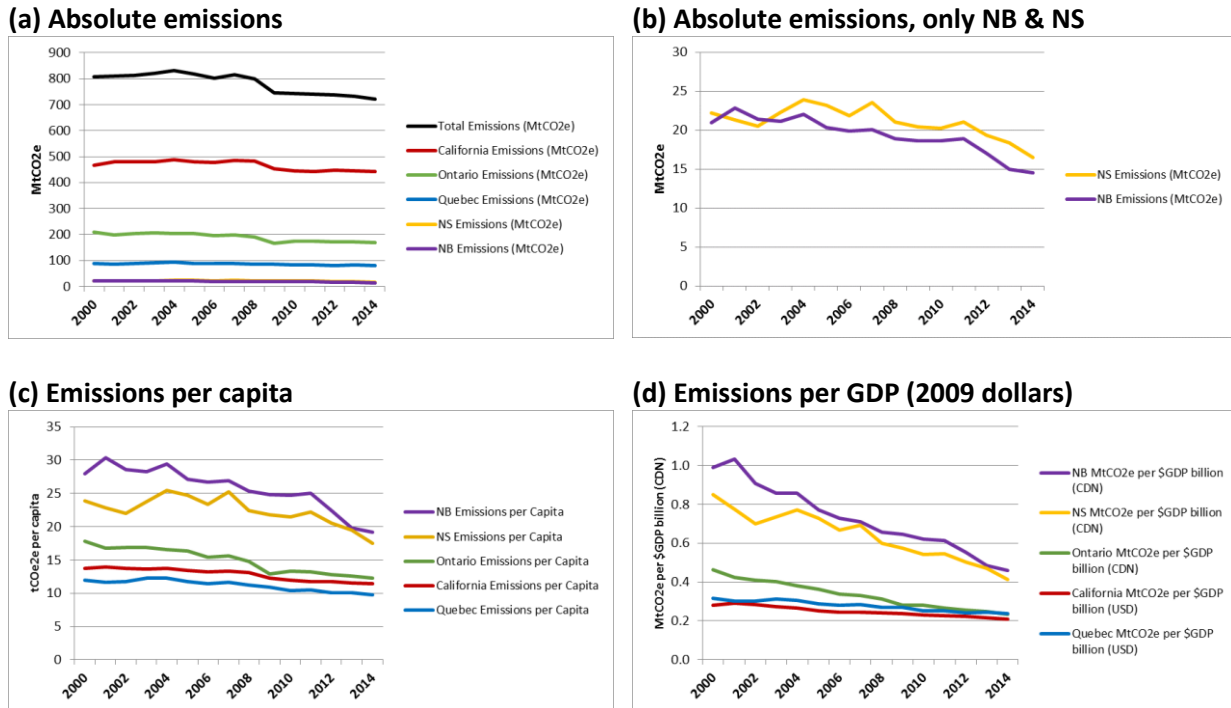 (a) Absolute emissions
900
800
700
600
500
400
300
200
100
0
MtCO2e
2000
2002
2004
2006
2008
2010
2012
2014
Total Emissions (MtCO2e)
California Emissions (MtCO2e)
Ontario Emissions (MtCO2e)
Quebec Emissions (MtCO2e)
NS Emissions (MtCO2e)
NB Emissions (MtCO2e)
(b) Absolute emissions, only NB & NS
30
25
20
15
10
5
0
MtCO2e
2000
2002
2004
2006
2008
2010
2012
2014
NS Emissions (MtCO2e)
NB Emissions (MtCO2e)
(c) Emissions per capita
35
30
25
20
15
10
5
0
tCOe2e per capita
2000
2002
2004
2006
2008
2010
2012
2014
NB Emissions per Capita
NS Emissions per Capita
Ontario Emissions per Capita
California Emissions per Capita
Quebec Emissions per Capita
(d) Emissions per GDP (2009 dollars)
1.2
1.0
0.8
0.6
0.4
0.2
0.0
MtCO2e per $GDP billion (CDN)
2000
2002
2004
2006
2008
2010
2012
2014
NB MtCO2e per $GDP billion
(CDN)
NS MtCO2e per $GDP billion
(CDN)
Ontario MtCO2e per $GDP
billion (CDN)
California MtCO2e per $GDP
billion (USD)
Quebec MtCO2e per $GDP
billion (USD)